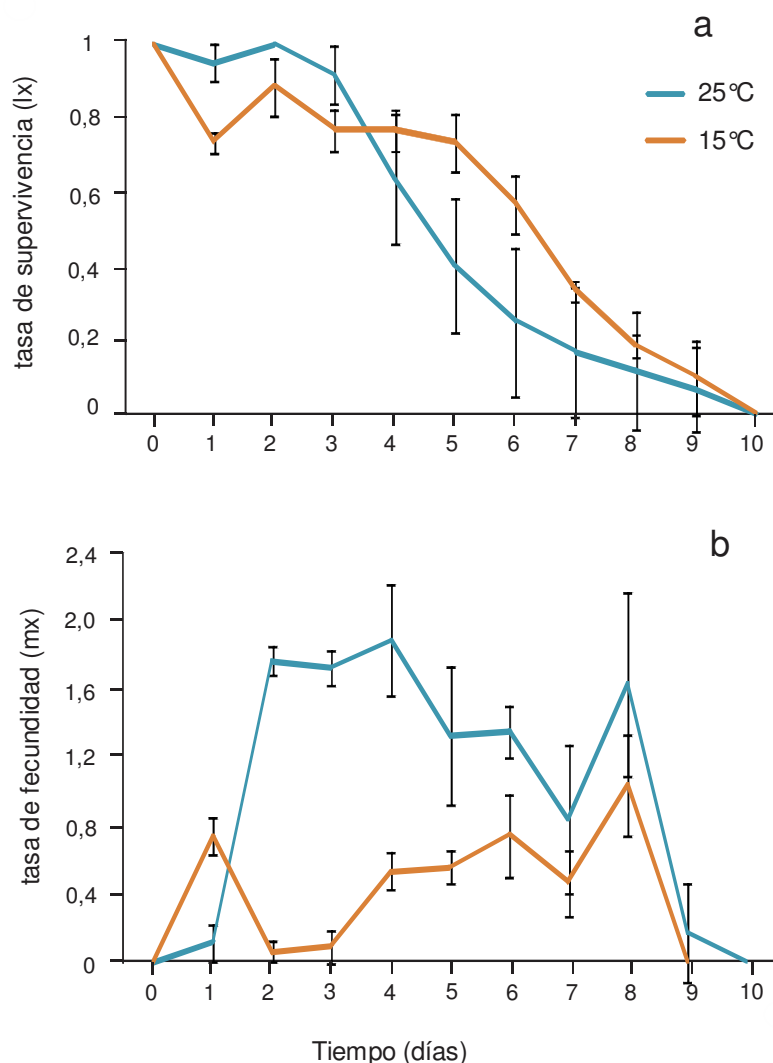 a
tasa de supervivencia (lx)
1
0,8
0,6
0,4
0,2
0
25°C
15°C
0 1 2 3 4 5 6 7 8 9 10
b
tasa de fecundidad (mx)
2,4
2,0
1,6
1,2
0,8
0,4
0
0 1 2 3 4 5 6 7 8 9 10
Tiempo (días)